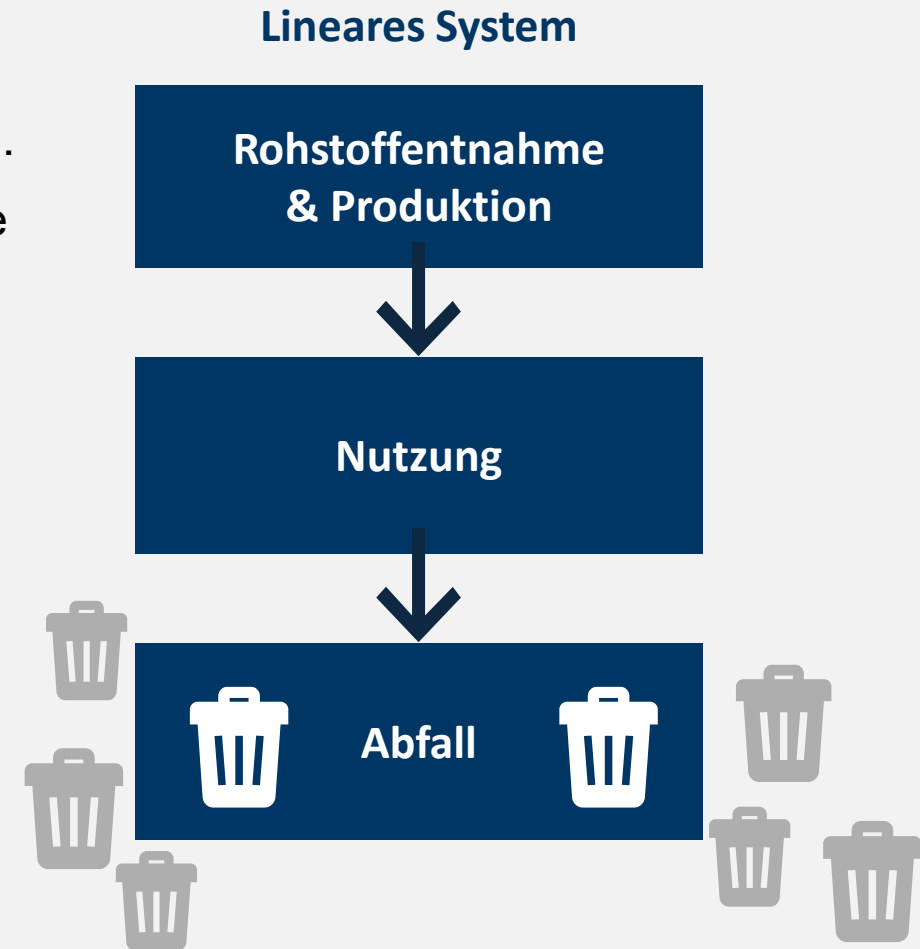 Lineares System
.
e
Rohstoffentnahme
& Produktion
Nutzung
Abfall